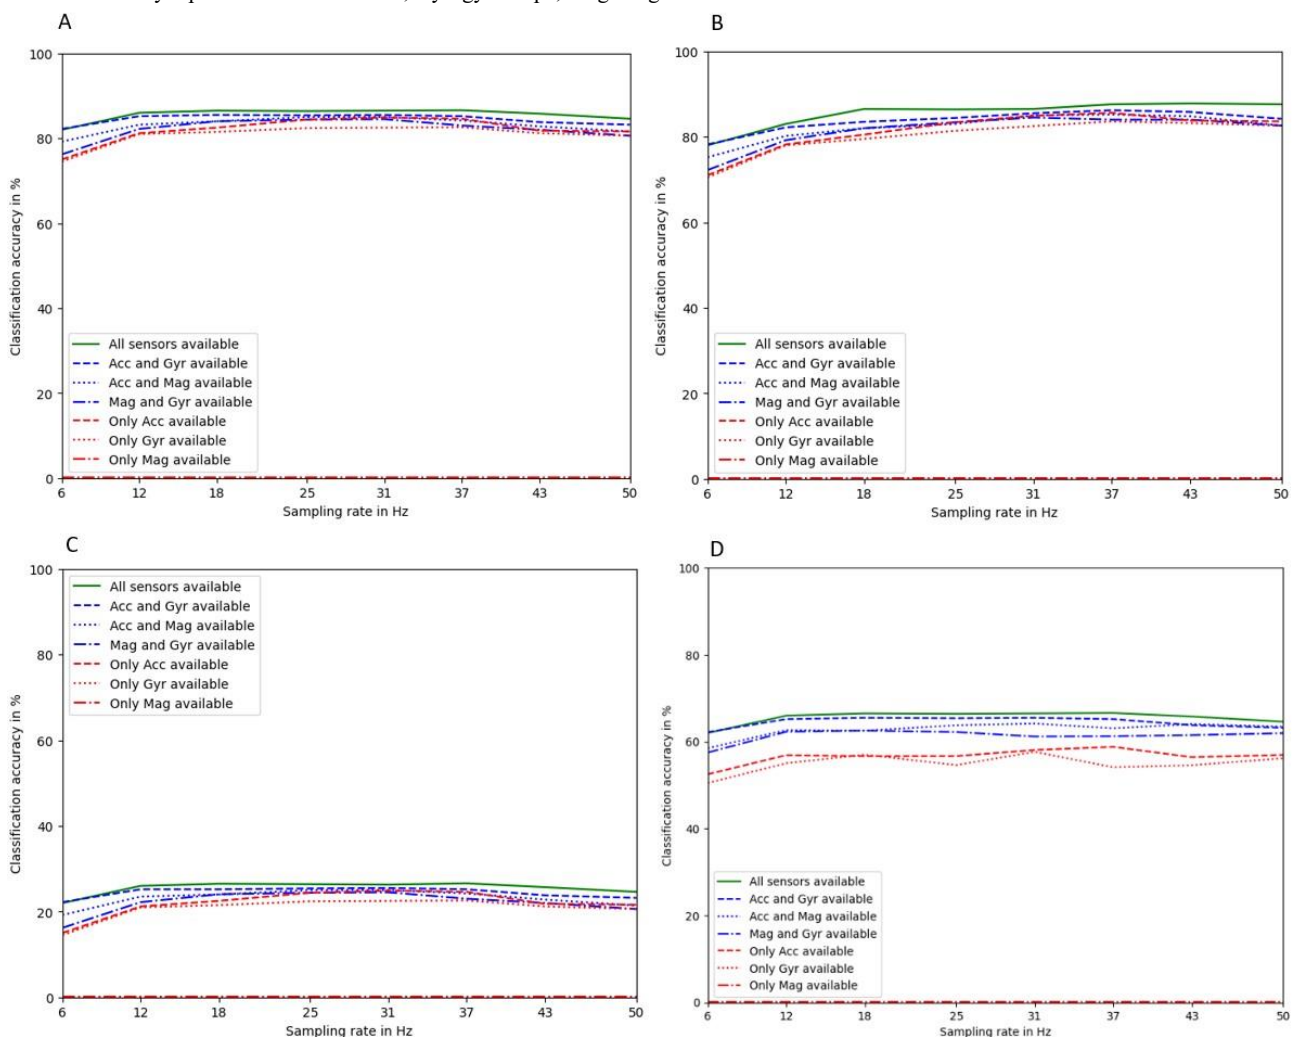 A
100
80
60
40
20
0
Classification accuracy in %
All sensors available
Acc and Gyr available
Acc and Mag available
Mag and Gyr available
Only Acc available
Only Gyr available
Only Mag available
6 12 18 25 31 37 43 50
Sampling rate in Hz
B
100
80
60
40
20
0
Classification accuracy in %
All sensors available
Acc and Gyr available
Acc and Mag available
Mag and Gyr available
Only Acc available
Only Gyr available
Only Mag available
6 12 18 25 31 37 43 50
Sampling rate in Hz
C
100
80
60
40
20
0
Classification accuracy in %
All sensors available
Acc and Gyr available
Acc and Mag available
Mag and Gyr available
Only Acc available
Only Gyr available
Only Mag available
6 12 18 25 31 37 43 50
Sampling rate in Hz
D
100
80
60
40
20
0
Classification accuracy in %
All sensors available
Acc and Gyr available
Acc and Mag available
Mag and Gyr available
Only Acc available
Only Gyr available
Only Mag available
6 12 18 25 31 37 43 50
Sampling rate in Hz